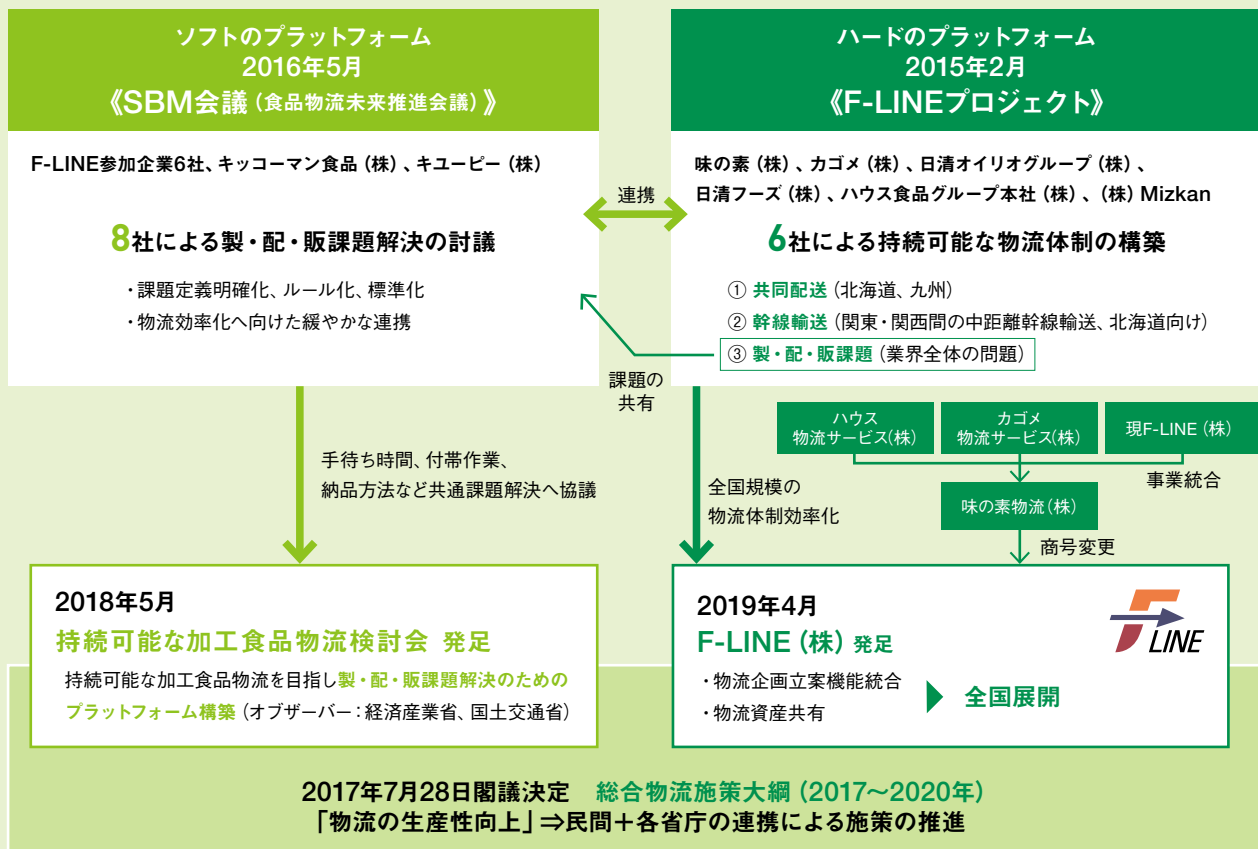 ソフトのプラットフォーム
2016年5月
《SBM会議（食品物流未来推進会議）》
F-LINE参加企業6社、キッコーマン食品（株）、キユーピー（株）
8社による製・配・販課題解決の討議
・課題定義明確化、ルール化、標準化
・物流効率化へ向けた緩やかな連携
連携
ハードのプラットフォーム
2015年2月
《F-LINEプロジェクト》
味の素（株）、カゴメ（株）、日清オイリオグループ（株）、
日清フーズ（株）、ハウス食品グループ本社（株）、（株）Mizkan
6社による持続可能な物流体制の構築
① 共同配送（北海道、九州）
② 幹線輸送（関東・関西間の中距離幹線輸送、北海道向け）
③ 製・配・販課題（業界全体の問題）
課題の
共有
手待ち時間、付帯作業、
納品方法など共通課題解決へ協議
全国規模の
物流体制効率化
ハウス
物流サービス(株)
カゴメ
物流サービス(株)
現F-LINE（株）
事業統合
味の素物流（株）
商号変更
2018年5月
持続可能な加工食品物流検討会 発足
持続可能な加工食品物流を目指し製・配・販課題解決のための
プラットフォーム構築（オブザーバー：経済産業省、国土交通省）
2019年4月
F-LINE（株）発足
・物流企画立案機能統合
・物流資産共有
全国展開
F LINE
2017年7月28日閣議決定　総合物流施策大綱（2017〜2020年）
「物流の生産性向上」⇒民間＋各省庁の連携による施策の推進